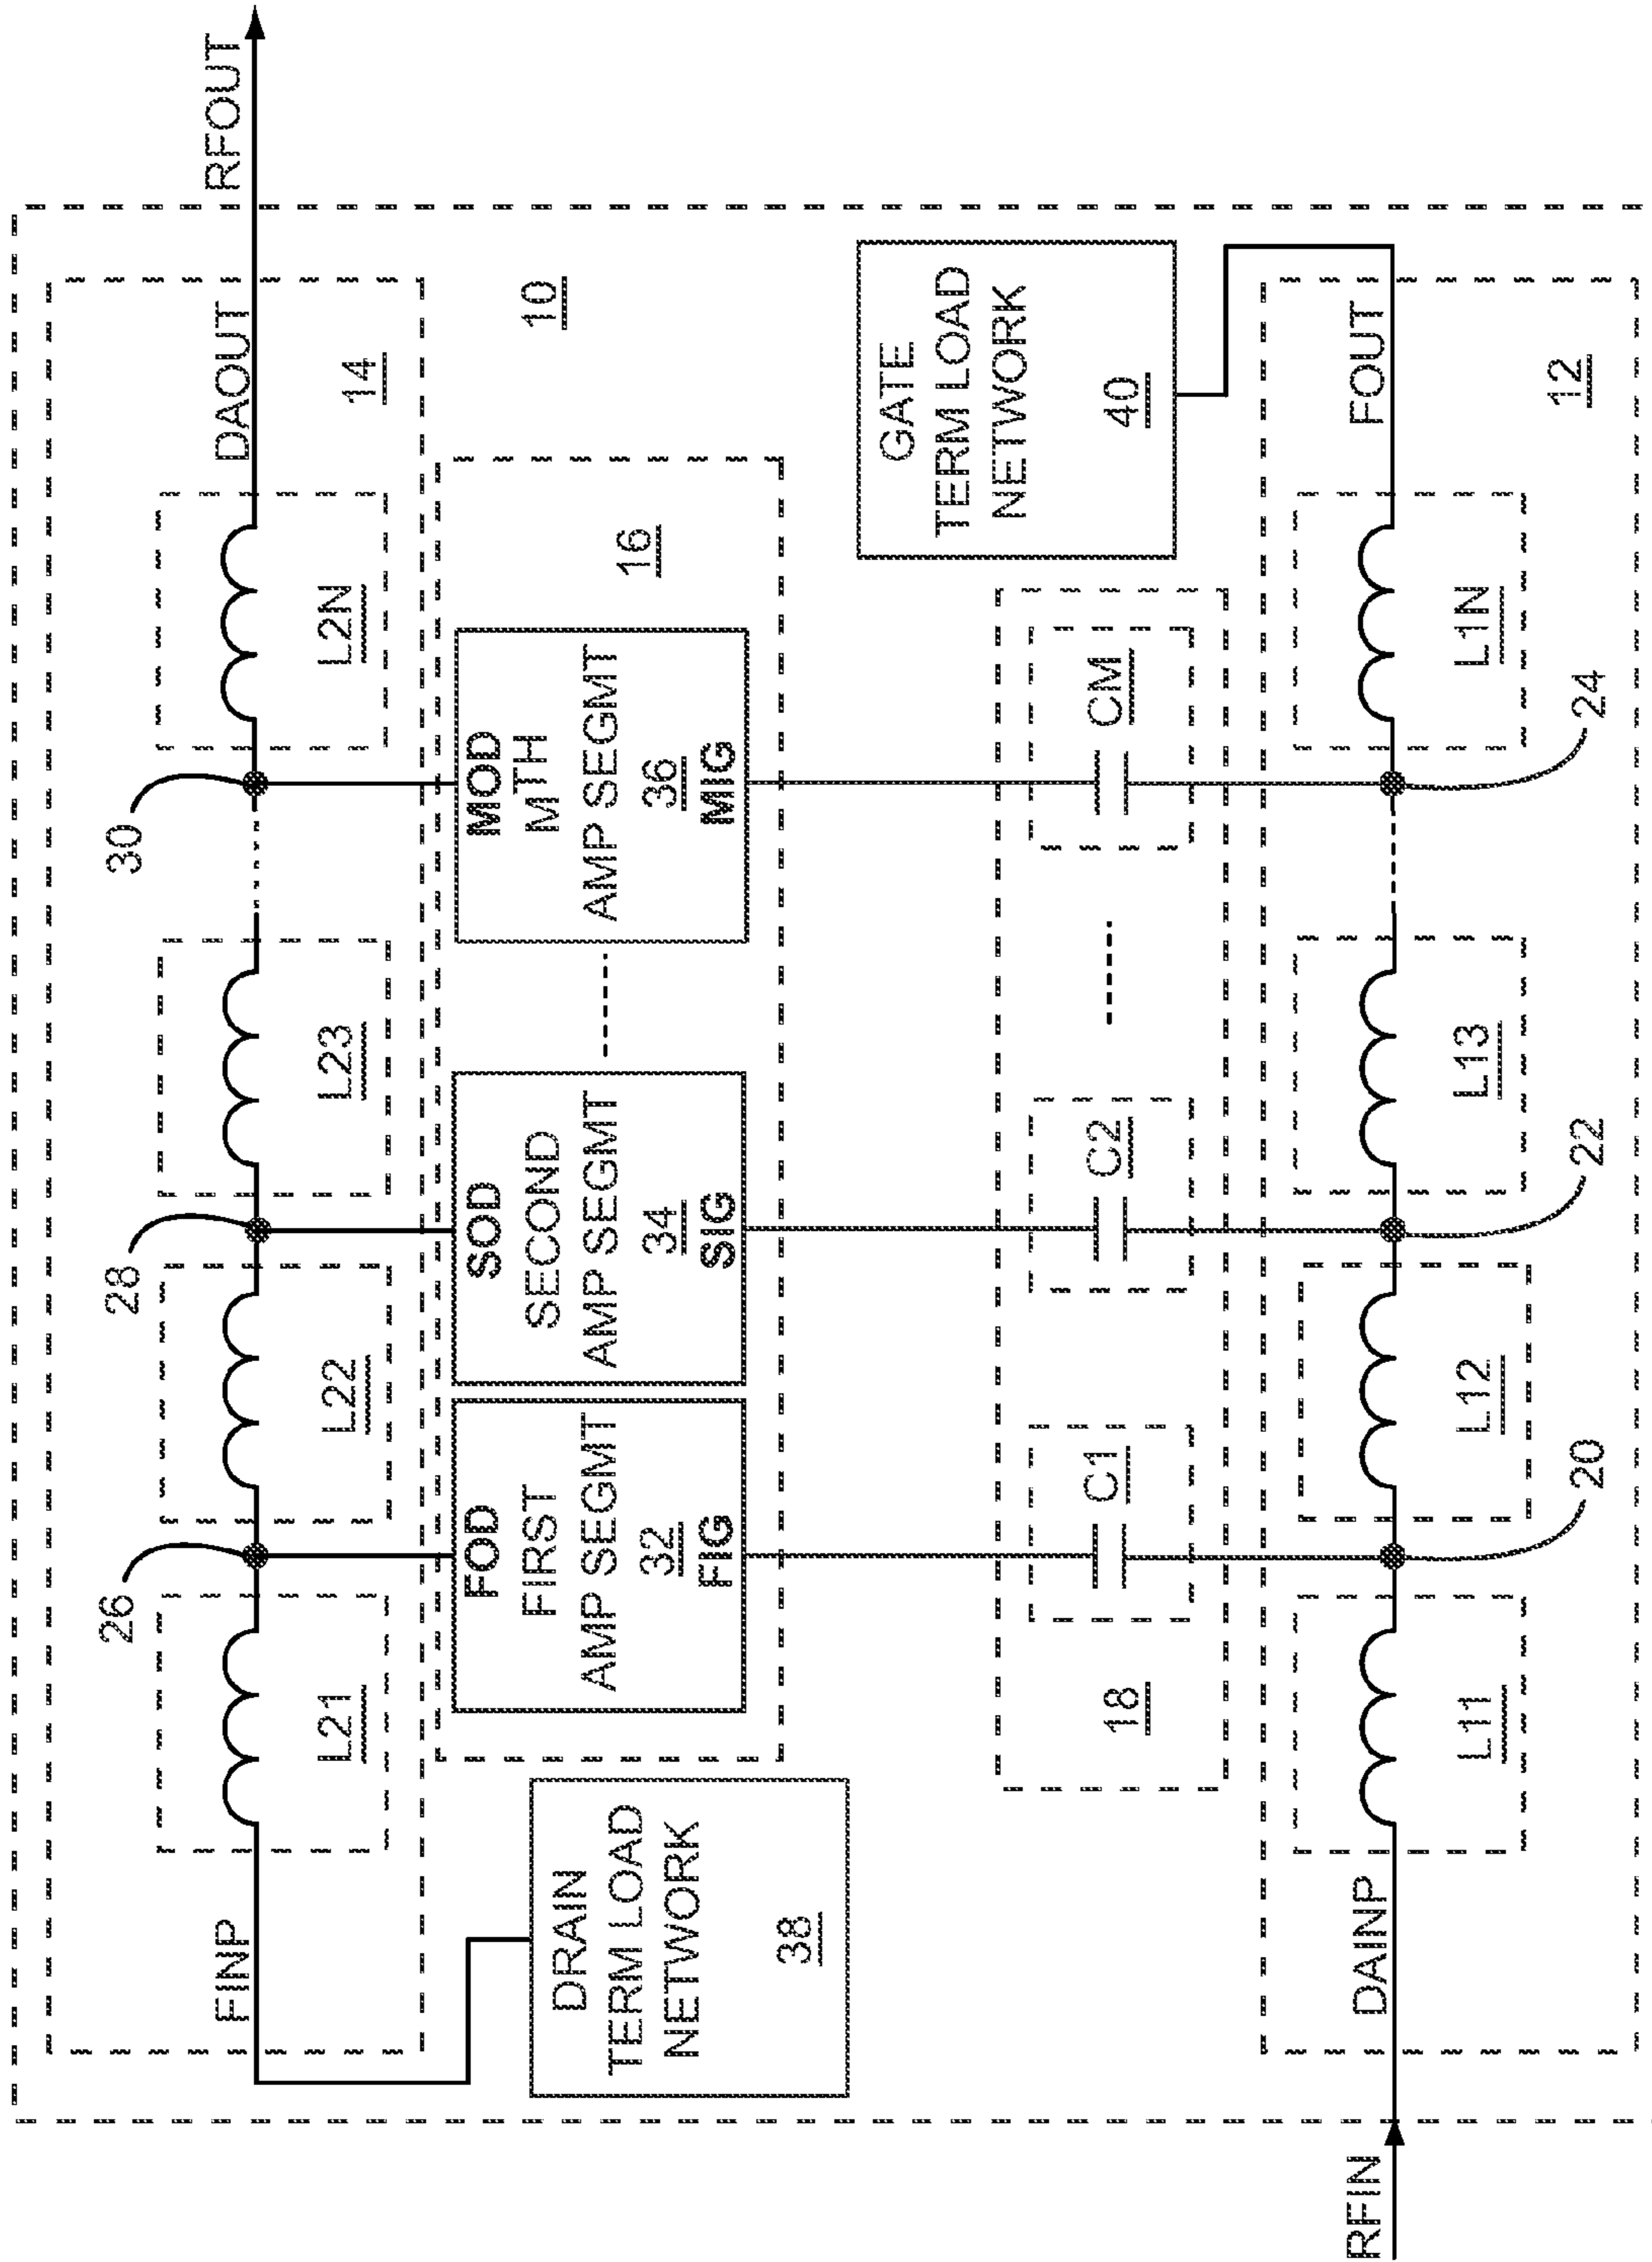 RFOUT
DAOUT
14
FINP
26
28
30
L21
L22
L23
L2N
10
16
FOD
FIRST
AMP SEGMT
32
FIG
SOD
SECOND
AMP SEGMT
34
SIG
MOD
MTH
AMP SEGMT
36
MIG
DRAIN
TERM LOAD
NETWORK
38
GATE
TERM LOAD
NETWORK
40
18
C1
C2
CM
RFIN
DAINP
FOUT
L11
L12
L13
L1N
12
20
22
24